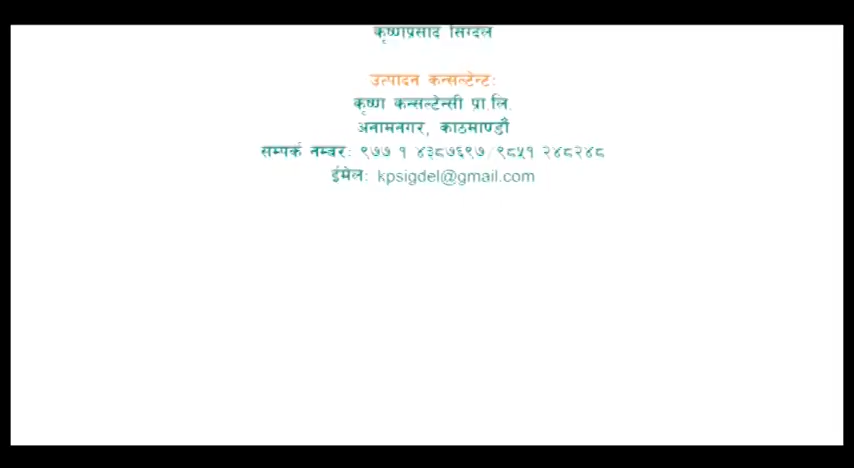 कृष्णप्रसाद सिग्देल
उत्पादन कन्सल्टेन्ट:
कृष्ण कन्सल्टेन्सी प्रा.लि.
अनामनगर, काठमाण्डौ
सम्पर्क नम्बर: ९७७ १ ४३८७६९७/९८५१ २४८२४८
ईमेल: kpsigdel@gmail.com